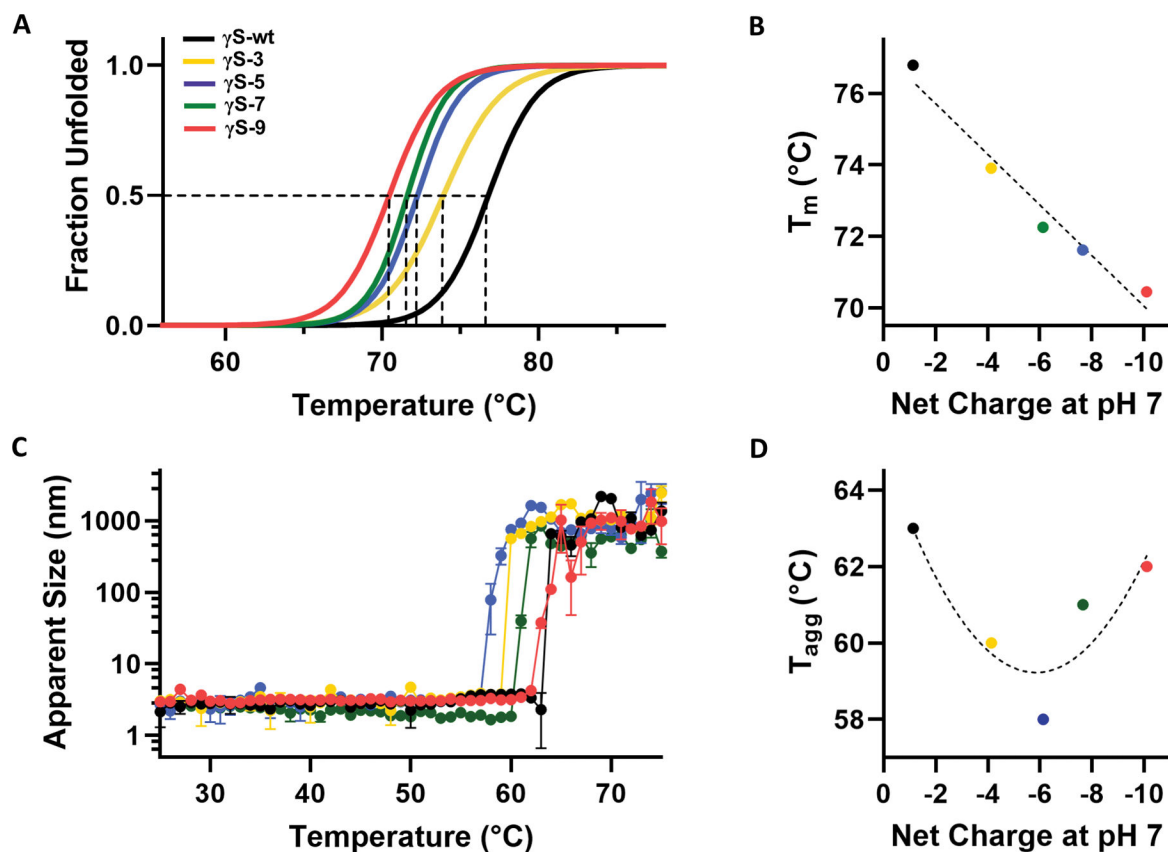 A
γS-wt
γS-3
γS-5
γS-7
γS-9
1.0
0.5
0.0
Fraction Unfolded
60
70
80
Temperature (°C)
B
76
74
72
70
Tm (°C)
0
-2
-4
-6
-8
-10
Net Charge at pH 7
C
1000
100
10
1
Apparent Size (nm)
30
40
50
60
70
Temperature (°C)
D
64
62
60
58
Tagg (°C)
0
-2
-4
-6
-8
-10
Net Charge at pH 7